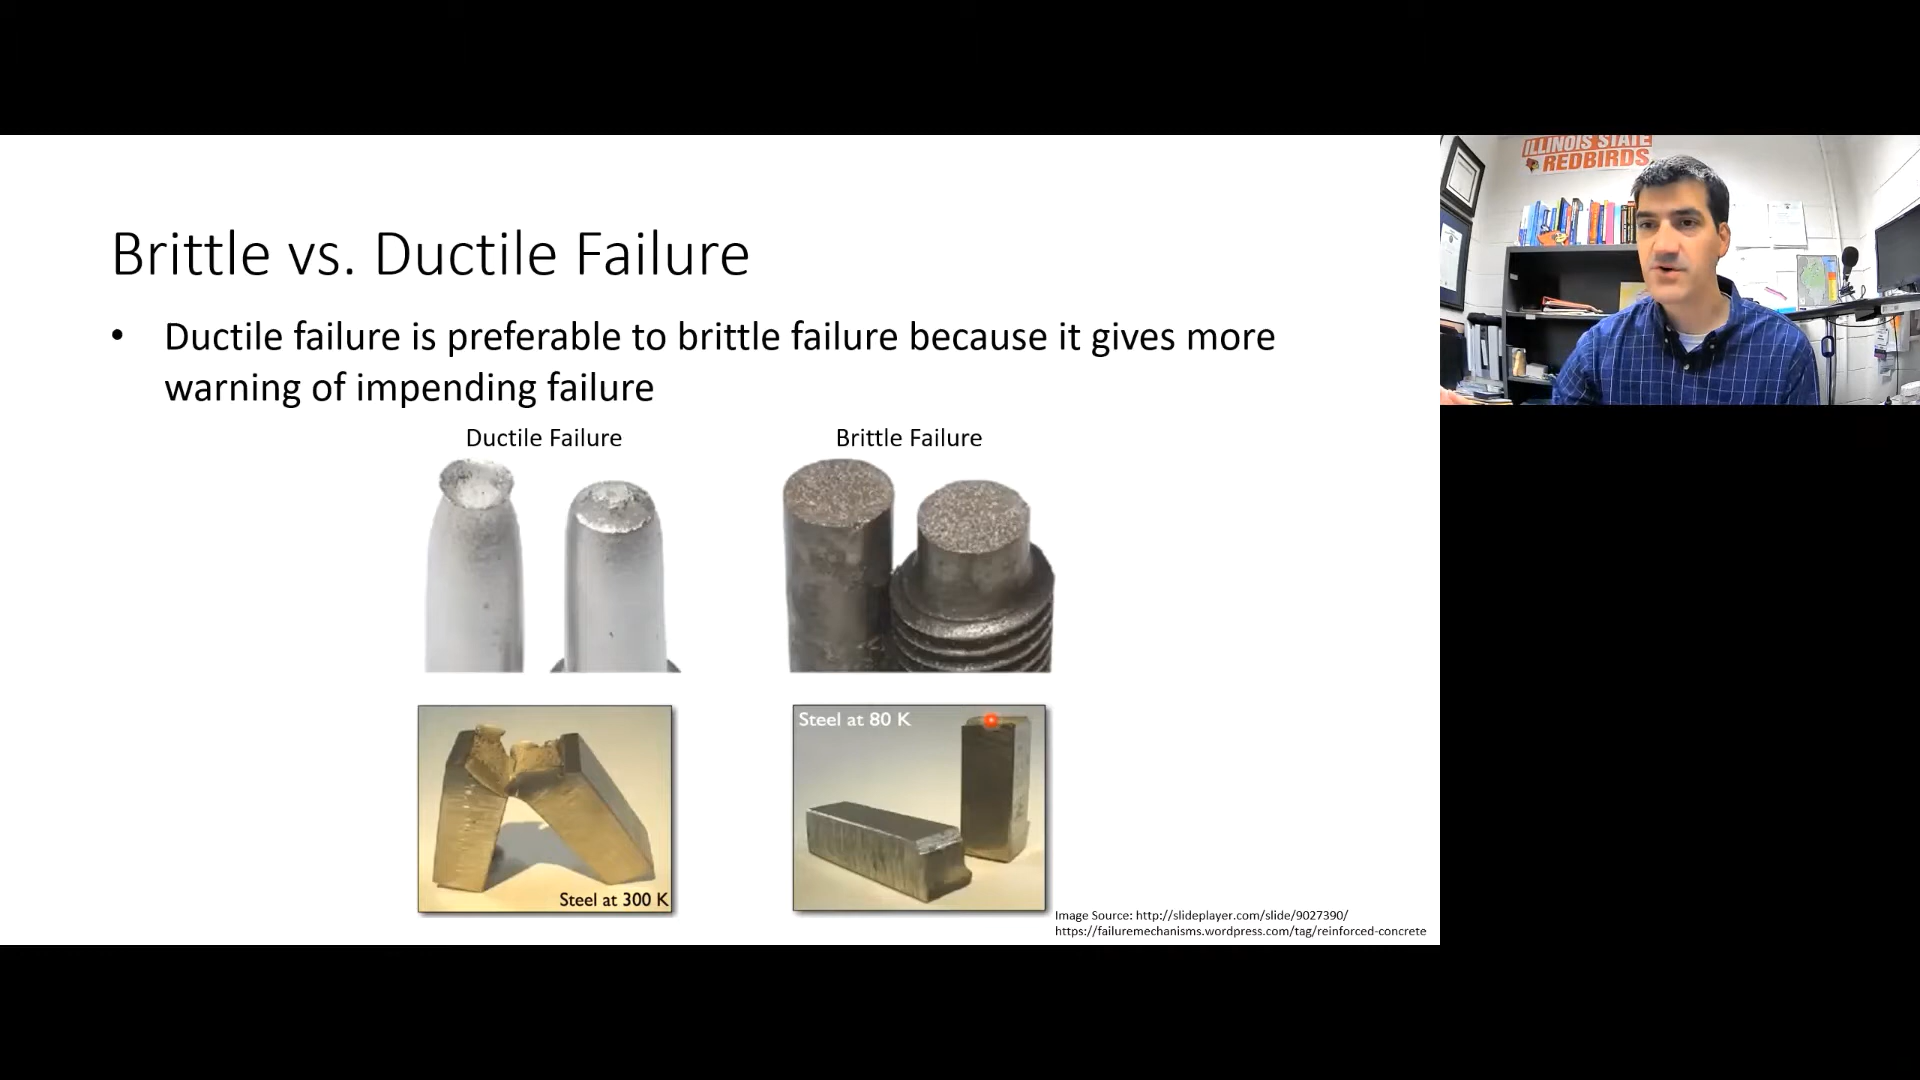 Brittle vs. Ductile Failure
• Ductile failure is preferable to brittle failure because it gives more
warning of impending failure
Ductile Failure
Brittle Failure
Steel at 300 K
Steel at 80 K
Image Source: http://slideplayer.com/slide/9027390/
https://failuremechanisms.wordpress.com/tag/reinforced-concrete
ILLINOIS STATE
REDBIRDS